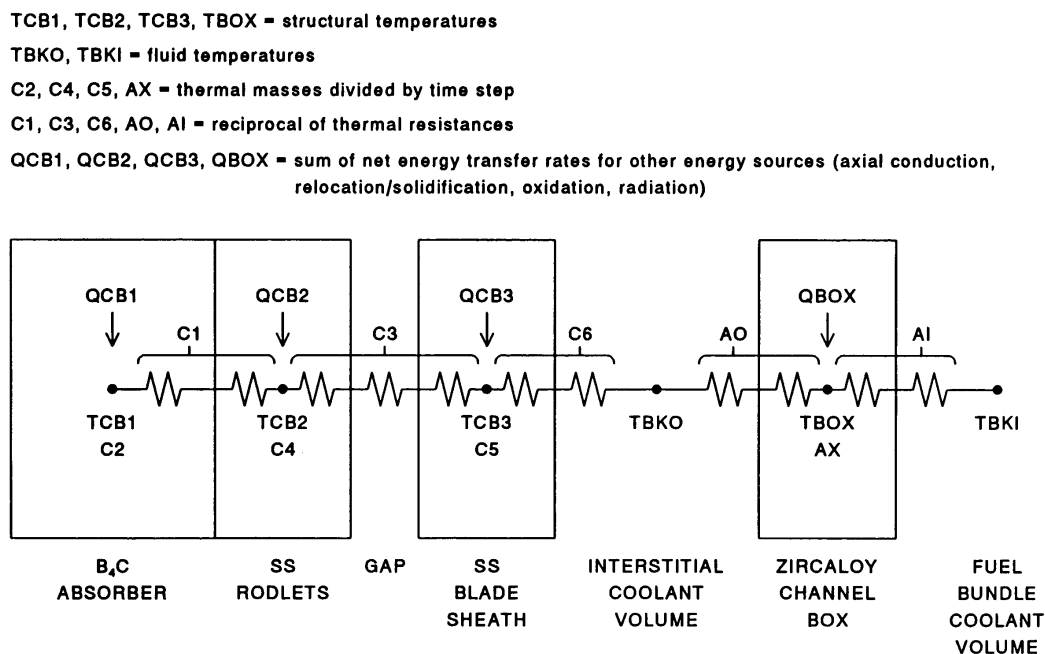 TCB1, TCB2, TCB3, TBOX = structural temperatures
TBKO, TBKI = fluid temperatures
C2, C4, C5, AX = thermal masses divided by time step
C1, C3, C6, AO, AI = reciprocal of thermal resistances
QCB1, QCB2, QCB3, QBOX = sum of net energy transfer rates for other energy sources (axial conduction,
relocation/solidification, oxidation, radiation)
QCB1
QCB2
QCB3
QBOX
C1
C3
C6
AO
AI
TCB1
C2
TCB2
C4
TCB3
C5
TBKO
TBOX
AX
TBKI
B₄C
ABSORBER
SS
RODLETS
GAP
SS
BLADE
SHEATH
INTERSTITIAL
COOLANT
VOLUME
ZIRCALOY
CHANNEL
BOX
FUEL
BUNDLE
COOLANT
VOLUME